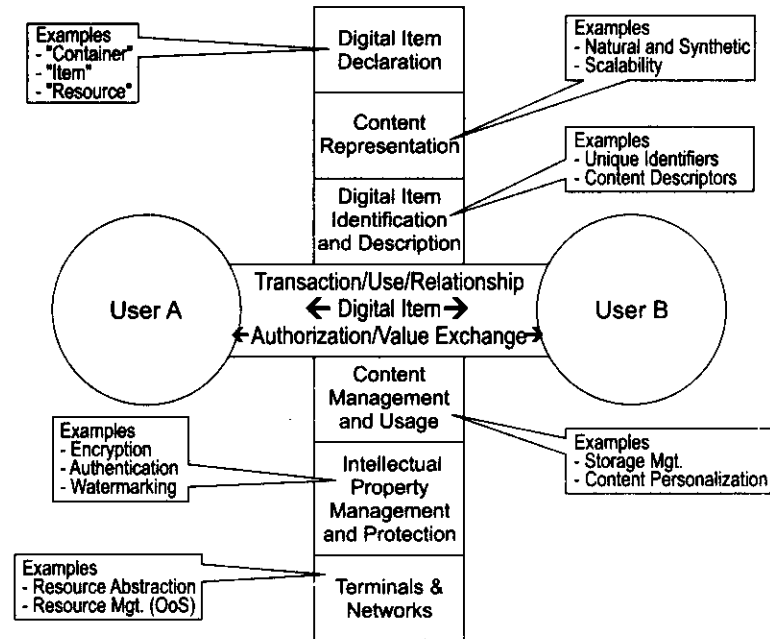 Examples
- "Container"
- "Item"
- "Resource"
Digital Item
Declaration
Examples
- Natural and Synthetic
- Scalability
Content
Representation
Examples
- Unique Identifiers
- Content Descriptors
Digital Item
Identification
and Description
User A
Transaction/Use/Relationship
Digital Item
Authorization/Value Exchange
User B
Content
Management
and Usage
Examples
- Storage Mgt.
- Content Personalization
Examples
- Encryption
- Authentication
- Watermarking
Intellectual
Property
Management
and Protection
Examples
- Resource Abstraction
- Resource Mgt. (OoS)
Terminals &
Networks